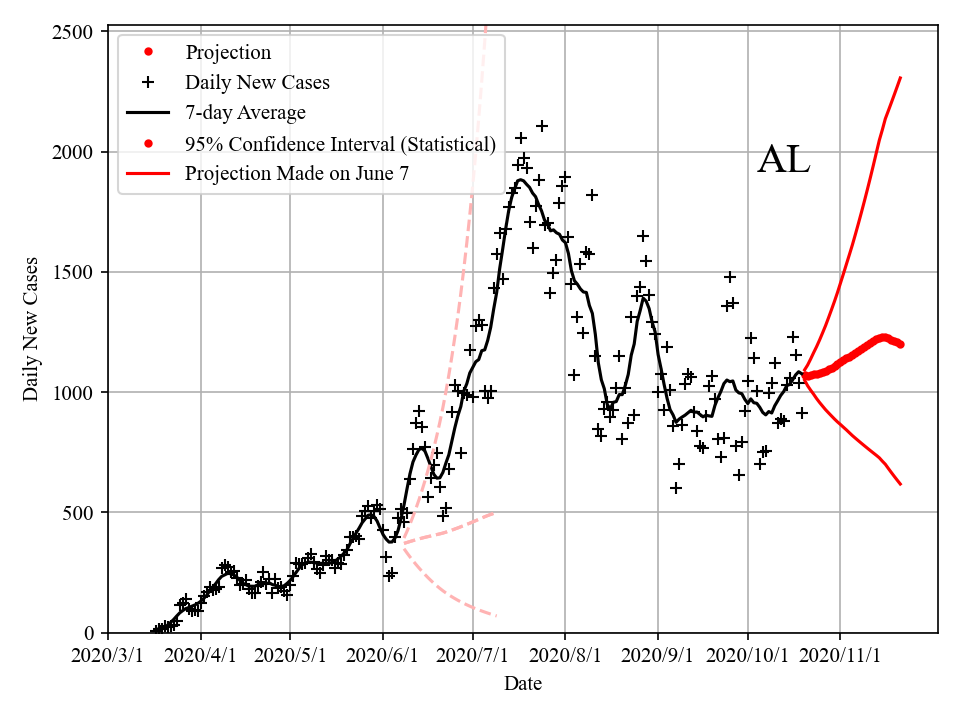 2500
2000
1500
1000
500
0
Daily New Cases
Projection
Daily New Cases
7-day Average
95% Confidence Interval (Statistical)
Projection Made on June 7
AL
2020/3/1 2020/4/1 2020/5/1 2020/6/1 2020/7/1 2020/8/1 2020/9/1 2020/10/1 2020/11/1
Date